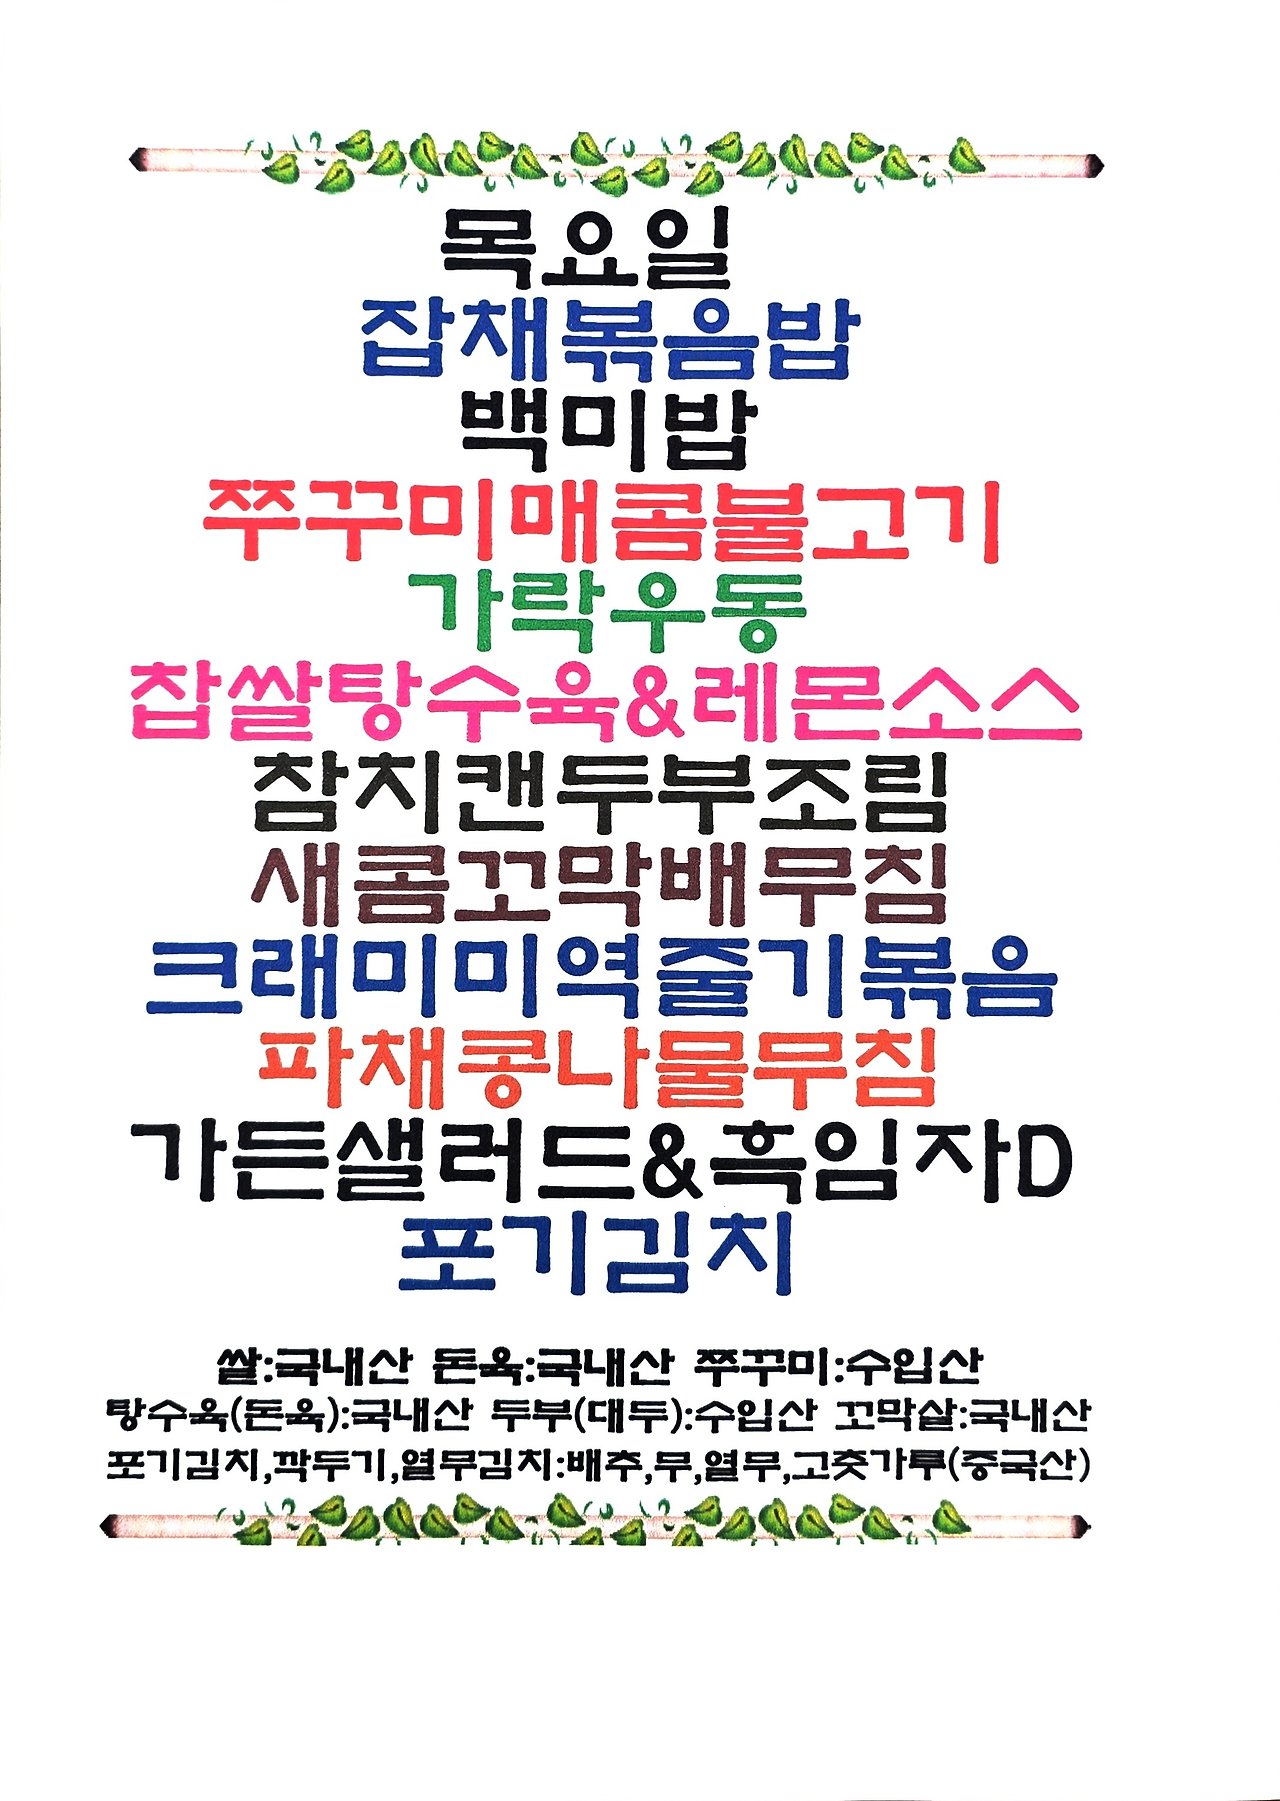 목요일
잡채볶음밥
백미밥
쭈꾸미매콤불고기
가락우동
찹쌀탕수육&레몬소스
참치캔두부조림
새콤꼬막배무침
크래미미역줄기볶음
파채콩나물무침
가든샐러드&흑임자D
포기김치
쌀:국내산 돈육:국내산 쭈꾸미:수입산
탕수육(돈육):국내산 두부(대두):수입산 꼬막살:국내산
포기김치,깍두기,열무김치:배추,무,열무,고춧가루(중국산)